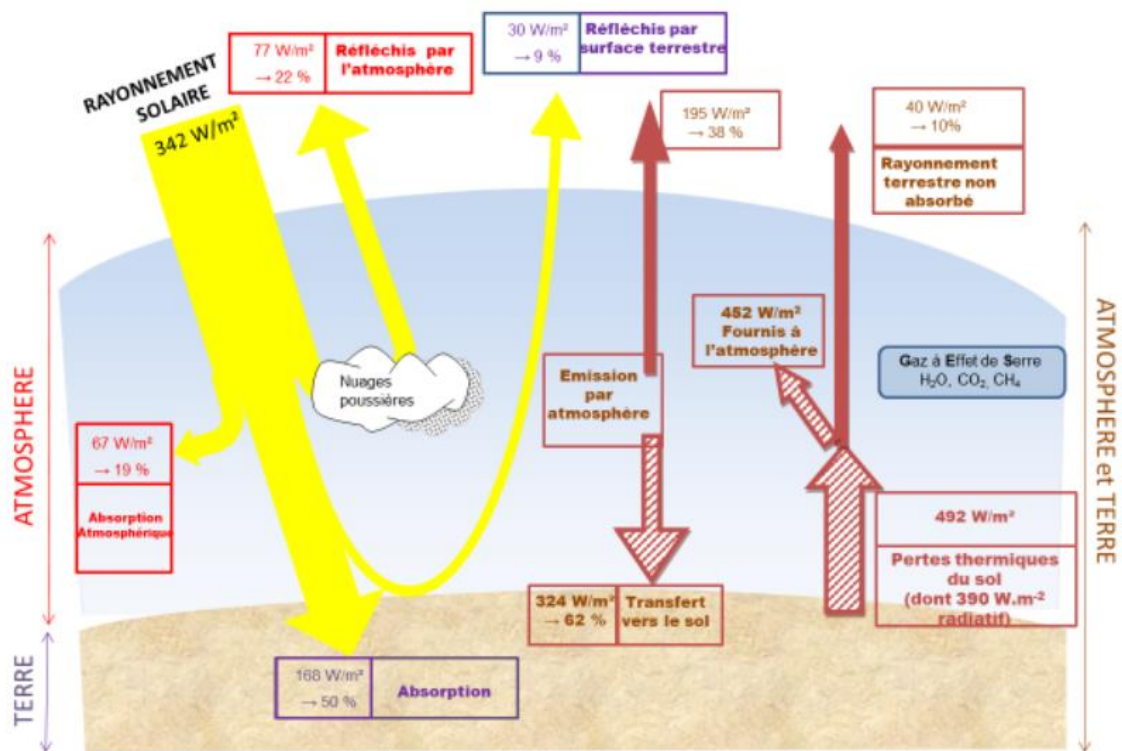 RAYONNEMENT
SOLAIRE
342 W/m²
77 W/m²
→ 22 %
Réfléchis par
l'atmosphère
30 W/m²
→ 9 %
Réfléchis par
surface terrestre
195 W/m²
→ 38 %
40 W/m²
→ 10%
Rayonnement
terrestre non
absorbé
ATMOSPHERE
TERRE
ATMOSPHERE et TERRE
Nuages
poussières
67 W/m²
→ 19 %
Absorption
Atmosphérique
452 W/m²
Fournis à
l'atmosphère
Gaz à Effet de Serre
H₂O, CO₂, CH₄
Emission
par
atmosphère
492 W/m²
Pertes thermiques
du sol
(dont 390 W.m⁻²
radiatif)
324 W/m²
→ 62 %
Transfert
vers le sol
168 W/m²
→ 50 %
Absorption